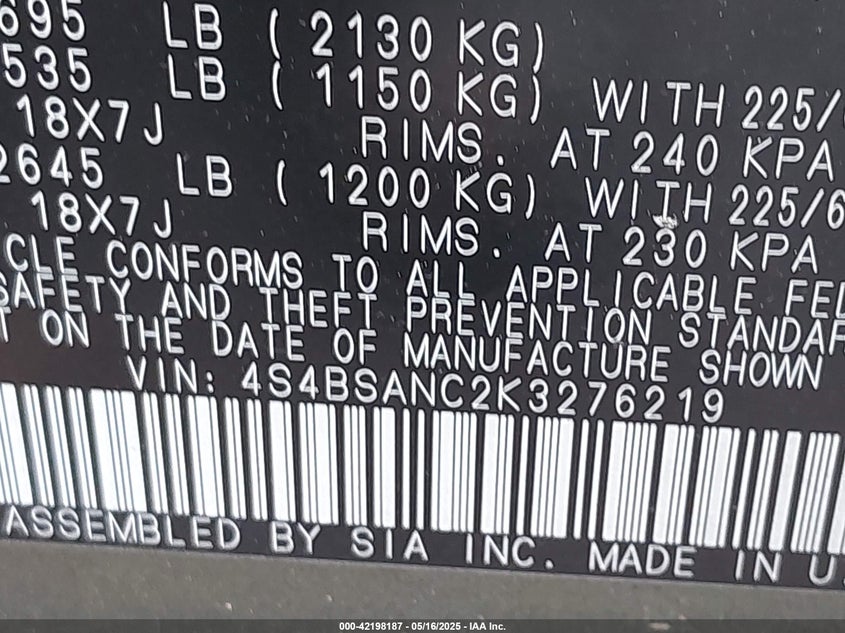 695 LB ( 2130 KG)
535 LB ( 1150 KG) WITH 225/
18X7J RIMS. AT 240 KPA
2645 LB ( 1200 KG) WITH 225/6
18X7J RIMS. AT 230 KPA
CLE CONFORMS TO ALL APPLICABLE FED
SAFETY AND THEFT PREVENTION STANDAR
T ON THE DATE OF MANUFACTURE SHOWN
VIN: 4S4BSANC2K3276219
ASSEMBLED BY SIA INC. MADE IN U.
000-42198187 - 05/16/2025 - IAA Inc.